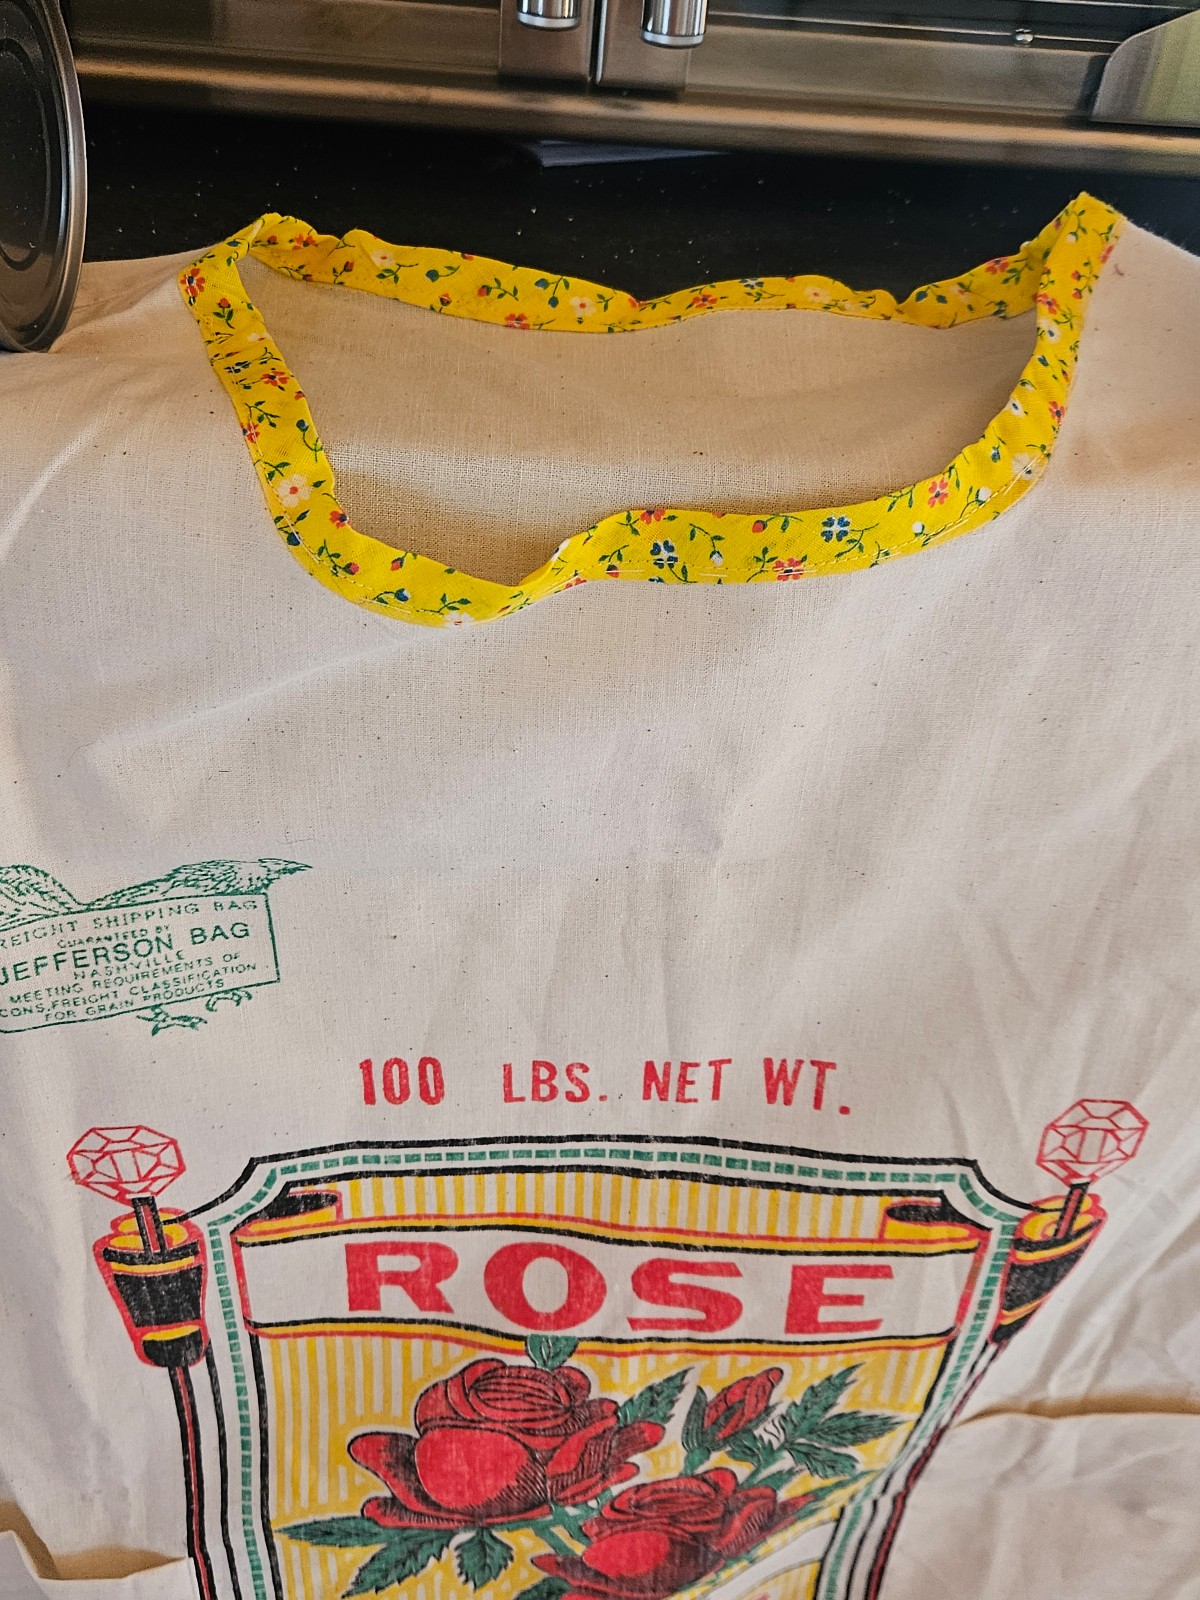 REIGHT SHIPPING BAG
GUARANTEED BY
JEFFERSON BAG
NASHVILLE
MEETING REQUIREMENTS OF
CONS. FREIGHT CLASSIFICATION
FOR GRAIN PRODUCTS
100 LBS. NET WT.
ROSE